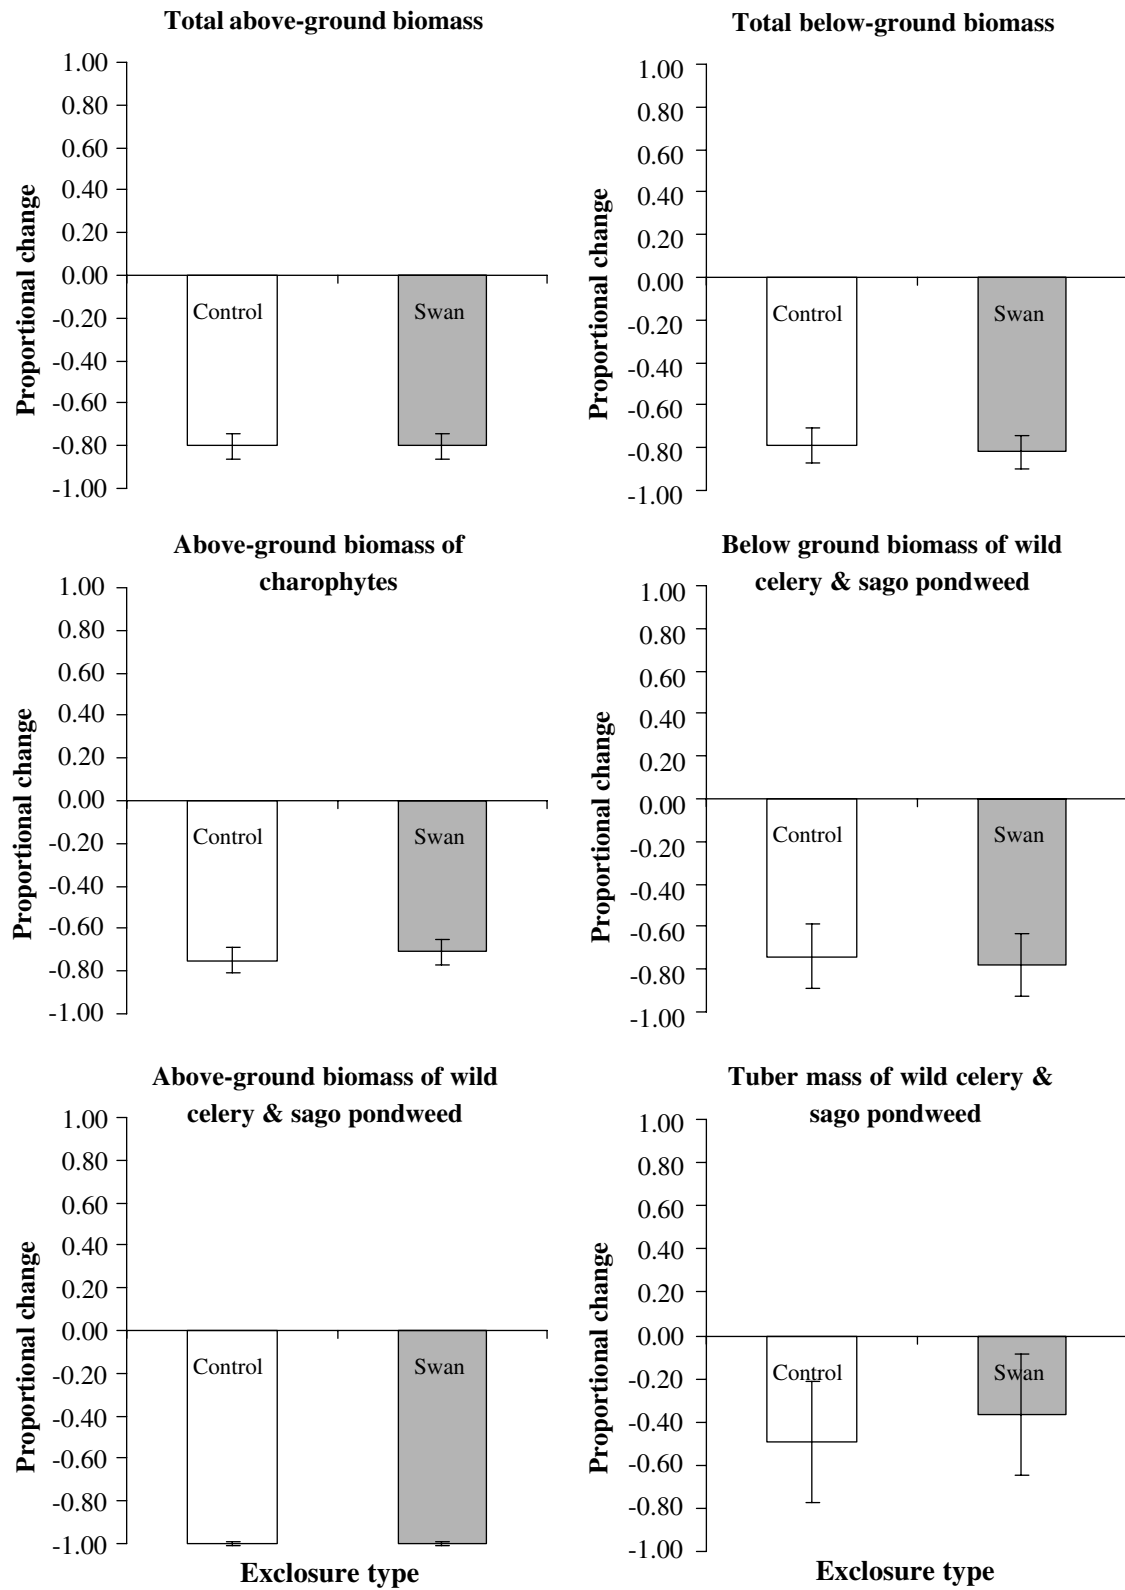 Total above-ground biomass
1.00
0.80
0.60
0.40
0.20
0.00
-0.20
-0.40
-0.60
-0.80
-1.00
Proportional change
Control
Swan
Total below-ground biomass
1.00
0.80
0.60
0.40
0.20
0.00
-0.20
-0.40
-0.60
-0.80
-1.00
Proportional change
Control
Swan
Above-ground biomass of
charophytes
1.00
0.80
0.60
0.40
0.20
0.00
-0.20
-0.40
-0.60
-0.80
-1.00
Proportional change
Control
Swan
Below ground biomass of wild
celery & sago pondweed
1.00
0.80
0.60
0.40
0.20
0.00
-0.20
-0.40
-0.60
-0.80
-1.00
Proportional change
Control
Swan
Above-ground biomass of wild
celery & sago pondweed
1.00
0.80
0.60
0.40
0.20
0.00
-0.20
-0.40
-0.60
-0.80
-1.00
Proportional change
Control
Swan
Exclosure type
Tuber mass of wild celery &
sago pondweed
1.00
0.80
0.60
0.40
0.20
0.00
-0.20
-0.40
-0.60
-0.80
-1.00
Proportional change
Control
Swan
Exclosure type